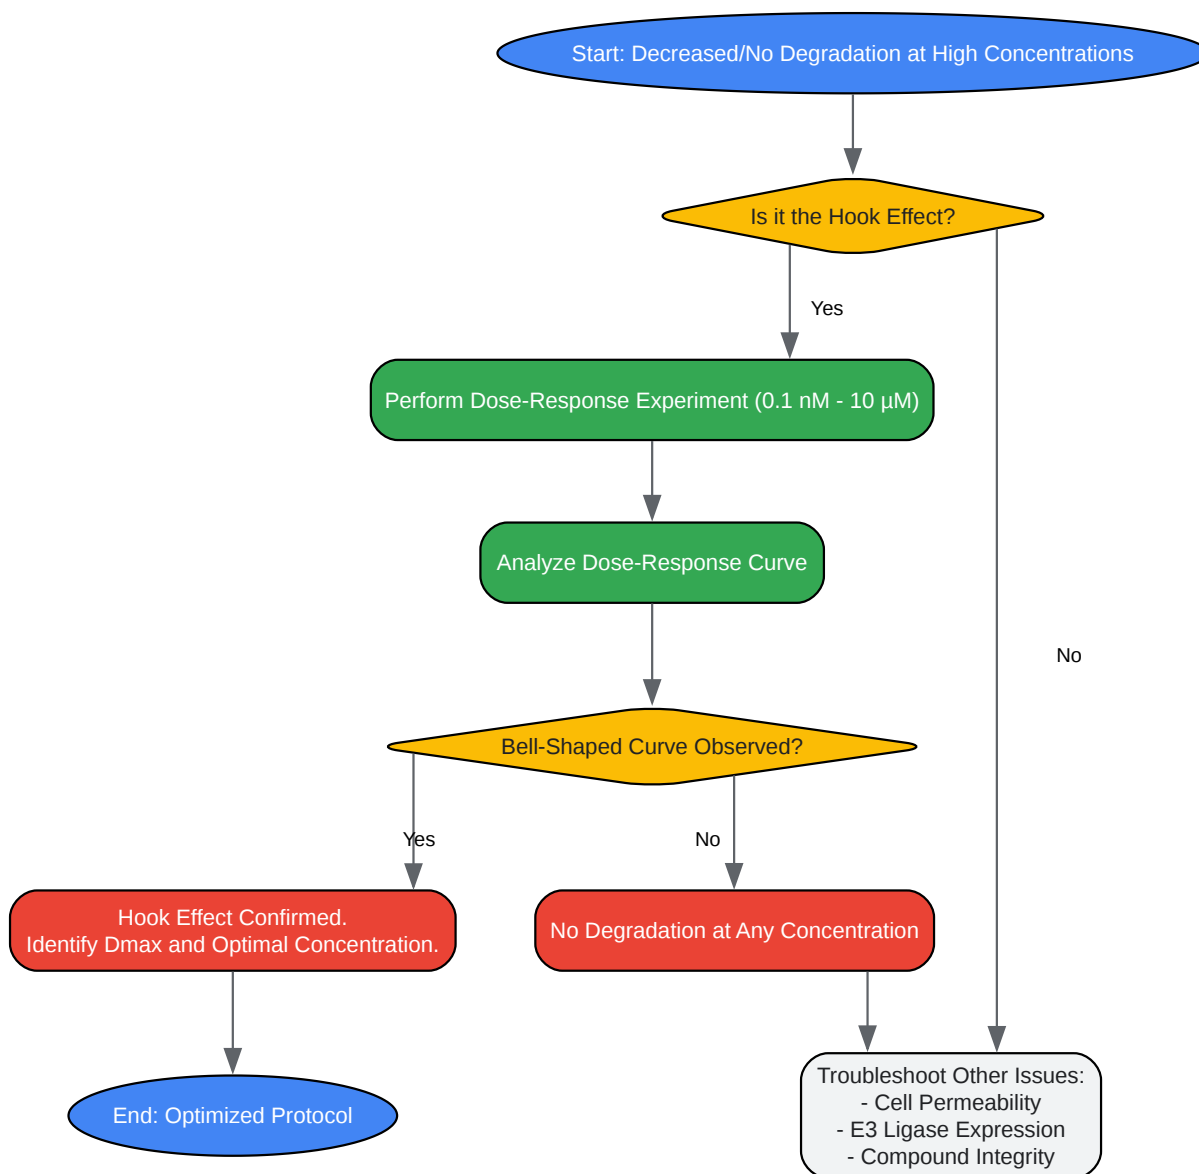 Start: Decreased/No Degradation at High Concentrations
Is it the Hook Effect?
Yes
Perform Dose-Response Experiment (0.1 nM - 10 µM)
Analyze Dose-Response Curve
No
Bell-Shaped Curve Observed?
Yes
No
Hook Effect Confirmed.
Identify Dmax and Optimal Concentration.
No Degradation at Any Concentration
End: Optimized Protocol
Troubleshoot Other Issues:
- Cell Permeability
- E3 Ligase Expression
- Compound Integrity